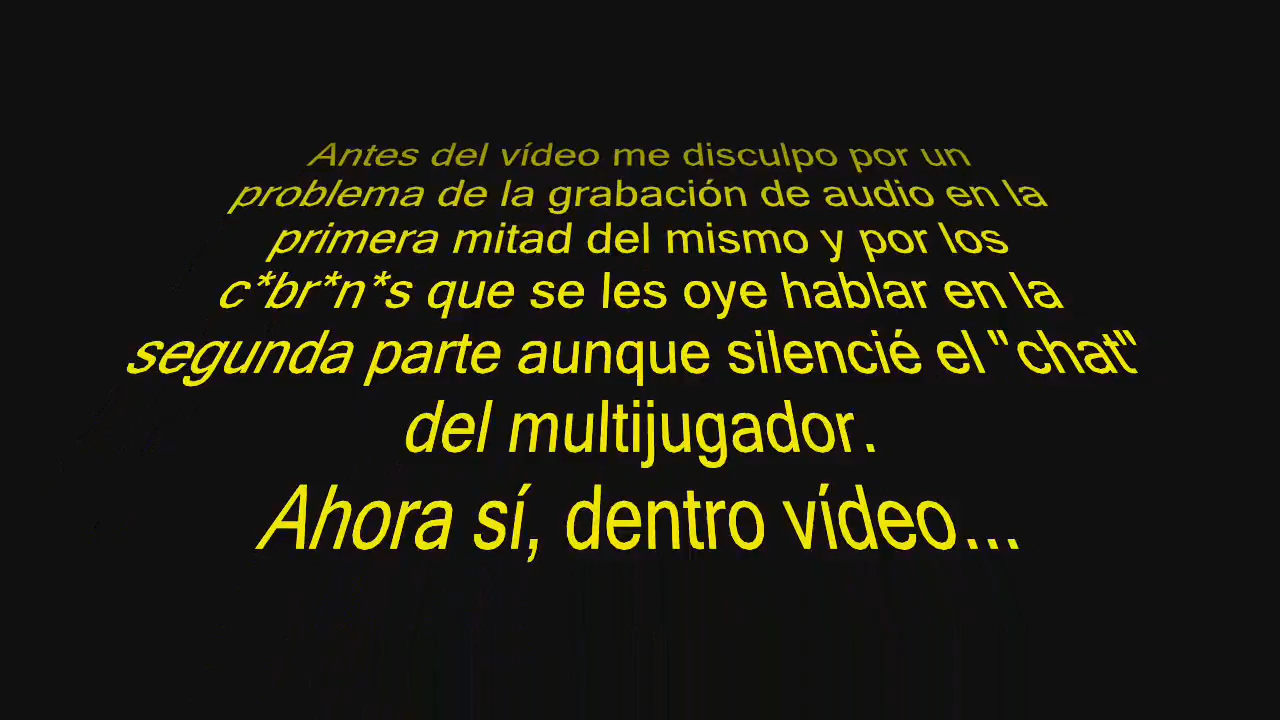 Antes del vídeo me disculpo por un
problema de la grabación de audio en la
primera mitad del mismo y por los
c*br*n*s que se les oye hablar en la
segunda parte aunque silencié el "chat"
del multijugador.
Ahora sí, dentro vídeo...